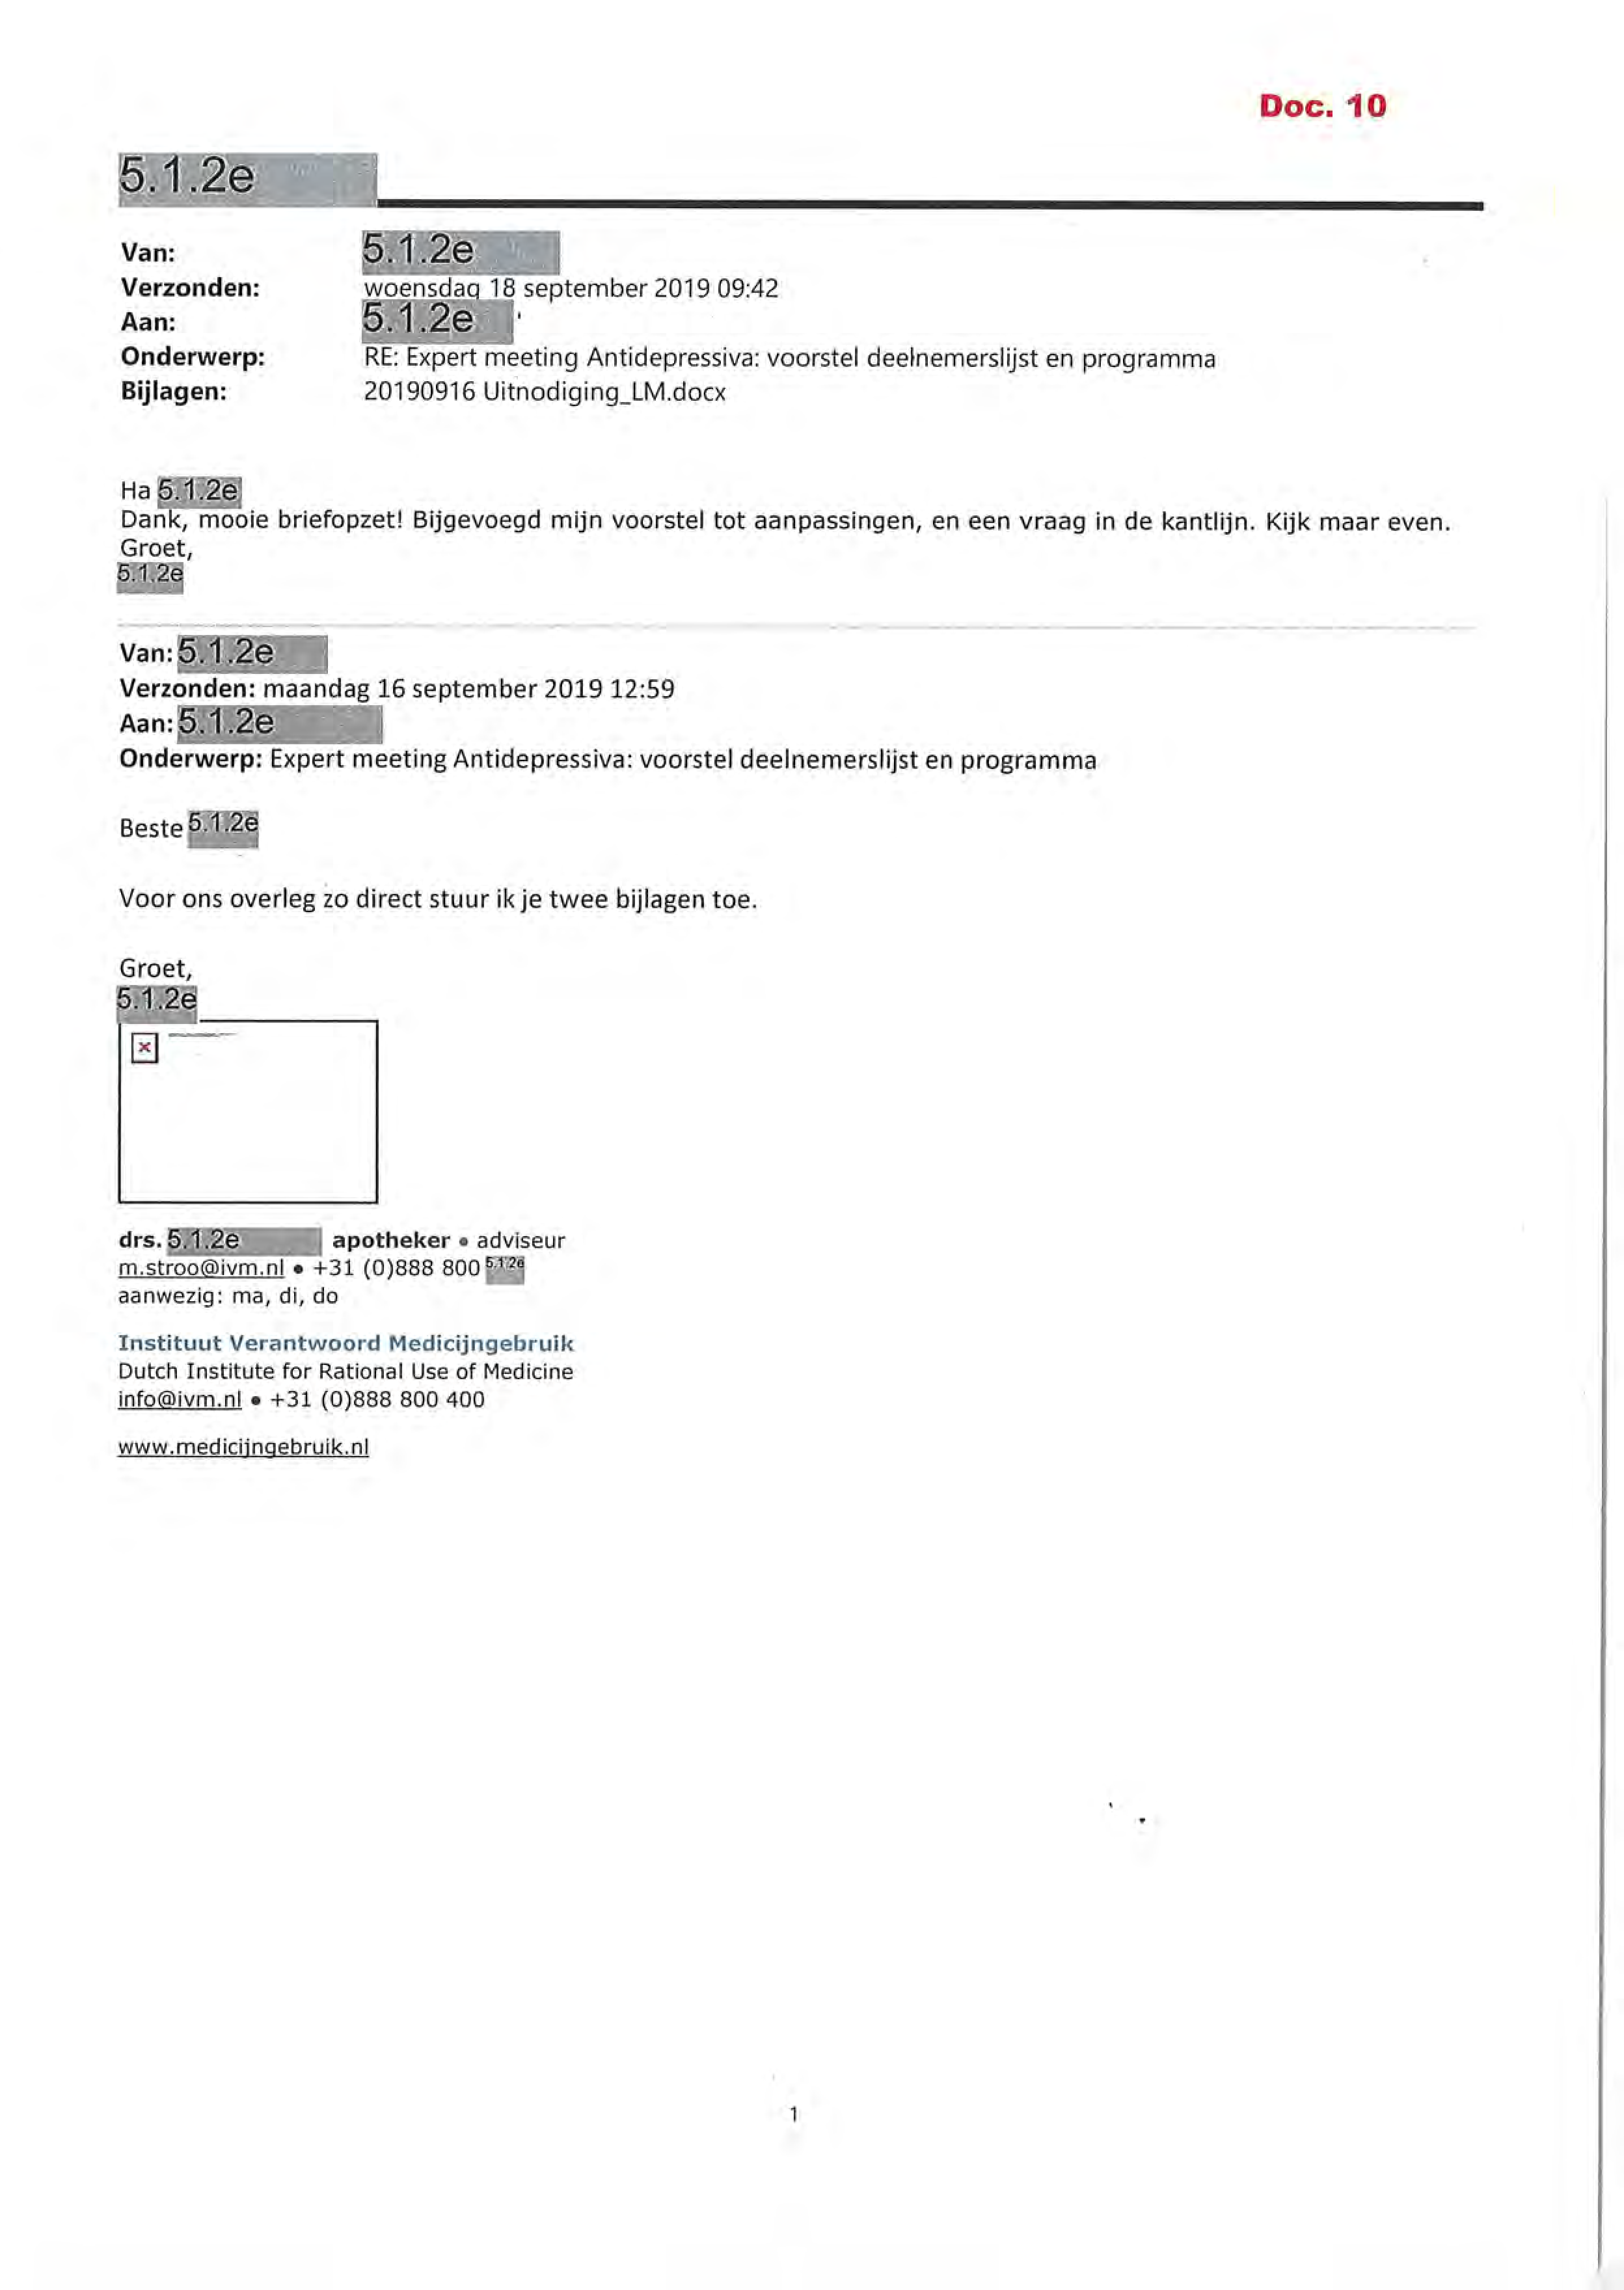 Doc. 10
5.1.2e
Van: 5.1.2e
Verzonden: woensdag 18 september 2019 09:42
Aan: 5.1.2e
Onderwerp: RE: Expert meeting Antidepressiva: voorstel deelnemerslijst en programma
Bijlagen: 20190916 Uitnodiging_LM.docx
Ha 5.1.2e
Dank, mooie briefopzet! Bijgevoegd mijn voorstel tot aanpassingen, en een vraag in de kantlijn. Kijk maar even.
Groet,
5.1.2e
Van: 5.1.2e
Verzonden: maandag 16 september 2019 12:59
Aan: 5.1.2e
Onderwerp: Expert meeting Antidepressiva: voorstel deelnemerslijst en programma
Beste 5.1.2e
Voor ons overleg zo direct stuur ik je twee bijlagen toe.
Groet,
5.1.2e
drs. 5.1.2e apotheker • adviseur
m.stroo@ivm.nl • +31 (0)888 800 5.1.2e
aanwezig: ma, di, do
Instituut Verantwoord Medicijngebruik
Dutch Institute for Rational Use of Medicine
info@ivm.nl • +31 (0)888 800 400
www.medicijngebruik.nl
1